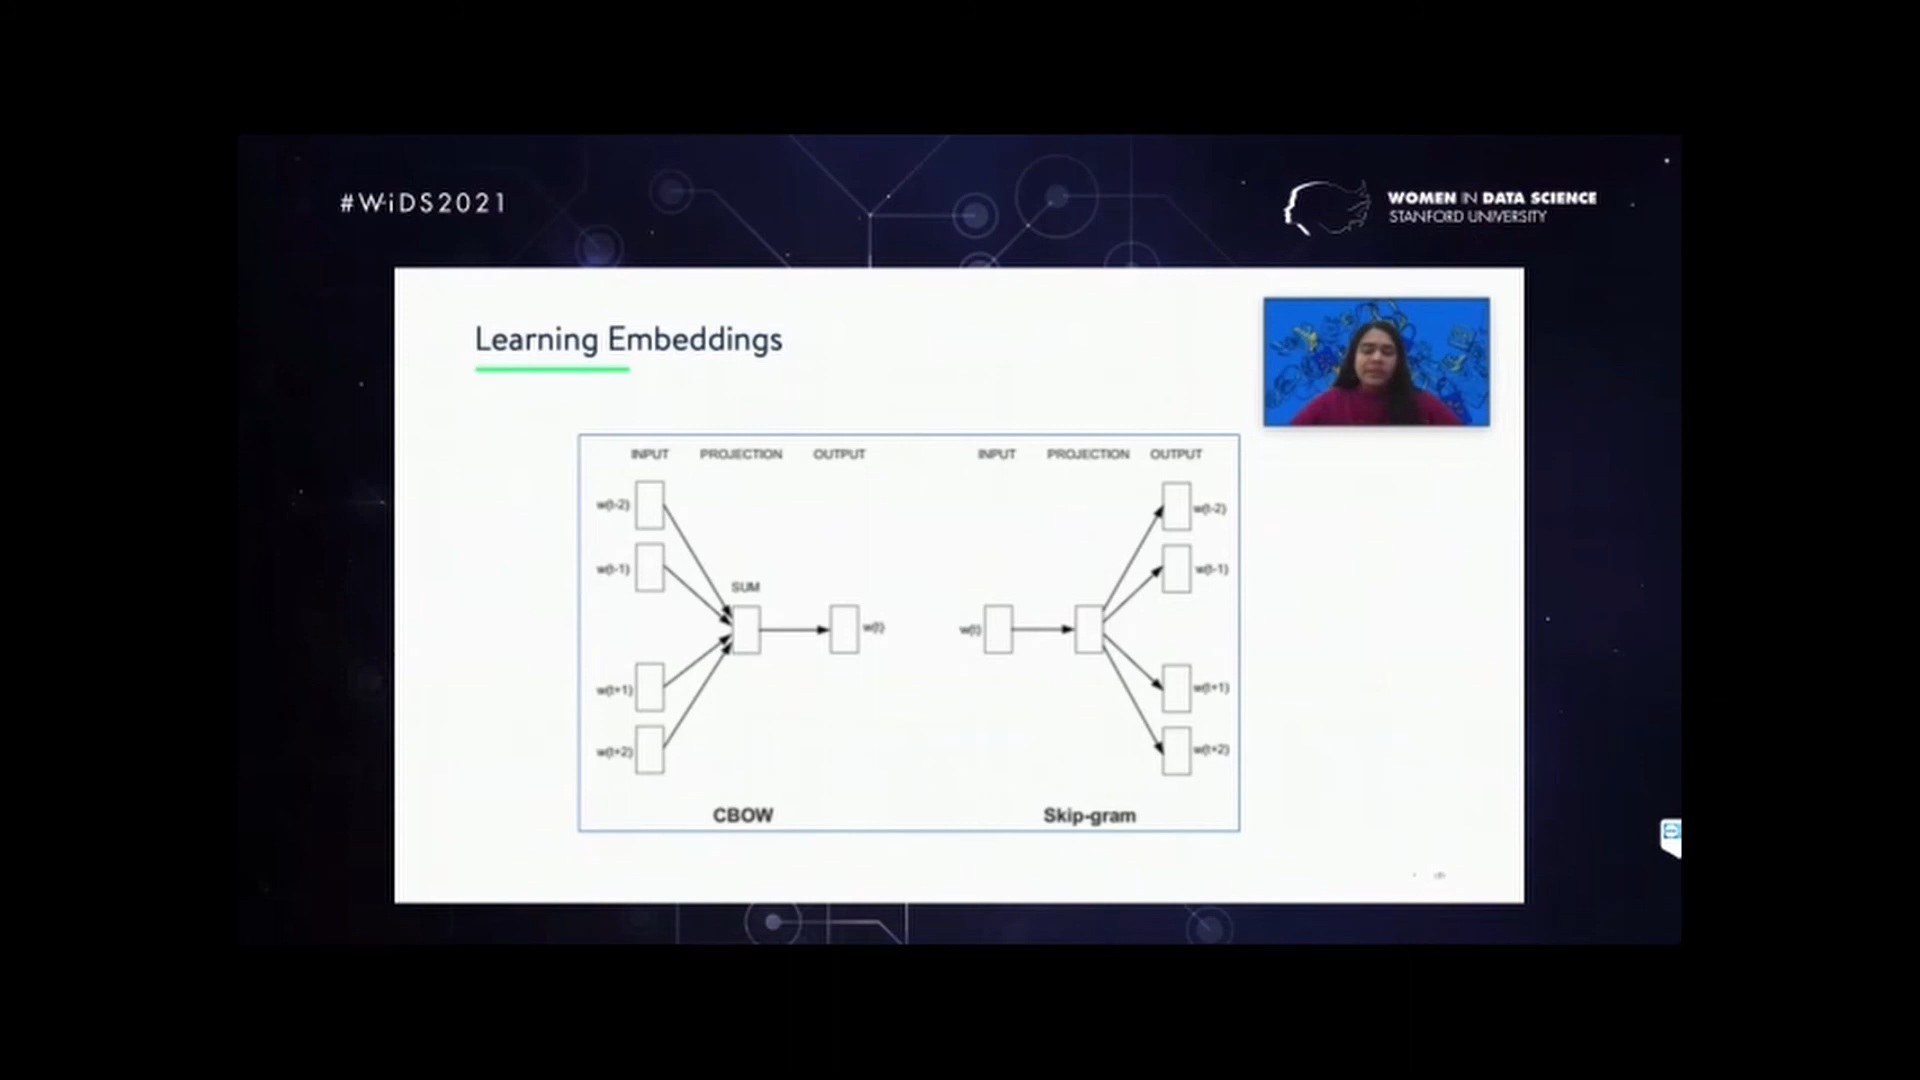 #WiDS2021
WOMEN IN DATA SCIENCE
STANFORD UNIVERSITY
Learning Embeddings
INPUT PROJECTION OUTPUT
w(t-2)
w(t-1)
SUM
w(t)
w(t+1)
w(t+2)
CBOW
INPUT PROJECTION OUTPUT
w(t-2)
w(t-1)
w(t)
w(t+1)
w(t+2)
Skip-gram